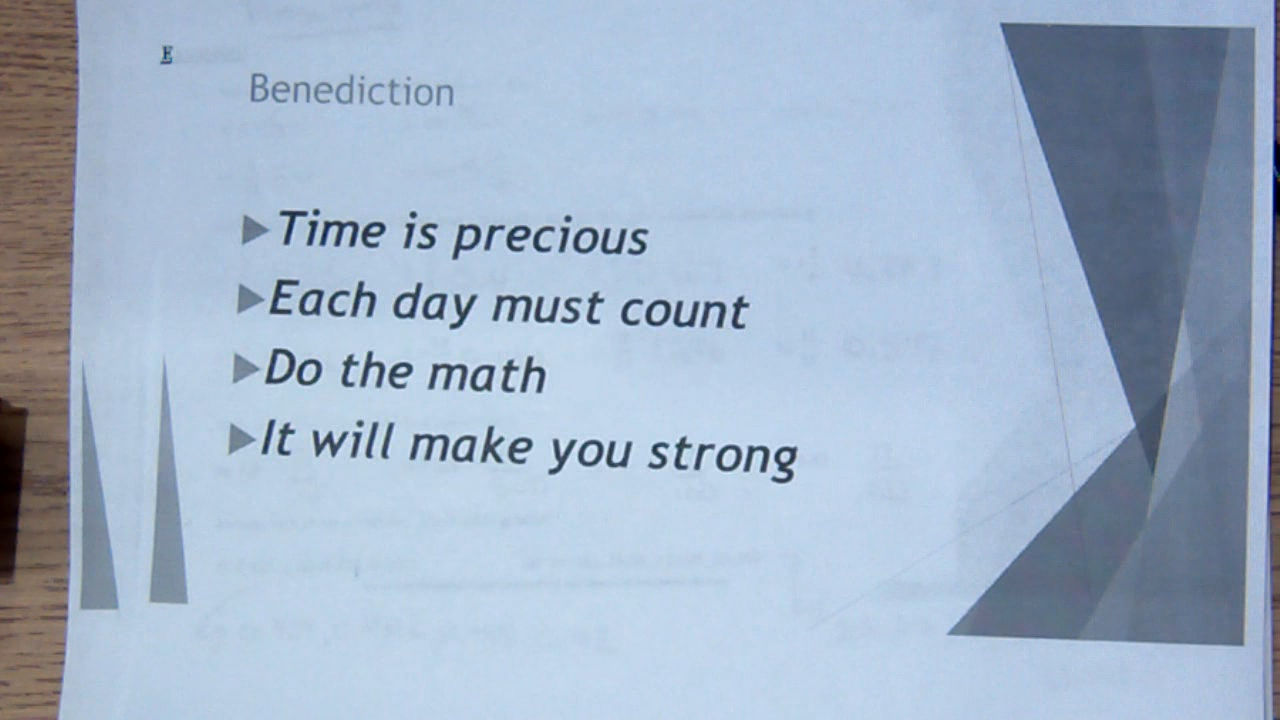 E
Benediction
Time is precious
Each day must count
Do the math
It will make you strong